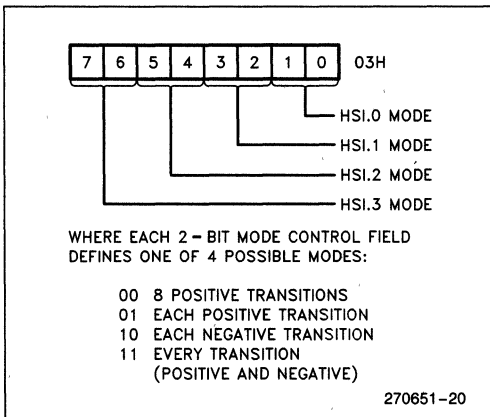 7 6 5 4 3 2 1 0 03H
HSI.0 MODE
HSI.1 MODE
HSI.2 MODE
HSI.3 MODE
WHERE EACH 2-BIT MODE CONTROL FIELD
DEFINES ONE OF 4 POSSIBLE MODES:
00 8 POSITIVE TRANSITIONS
01 EACH POSITIVE TRANSITION
10 EACH NEGATIVE TRANSITION
11 EVERY TRANSITION
(POSITIVE AND NEGATIVE)
270651-20